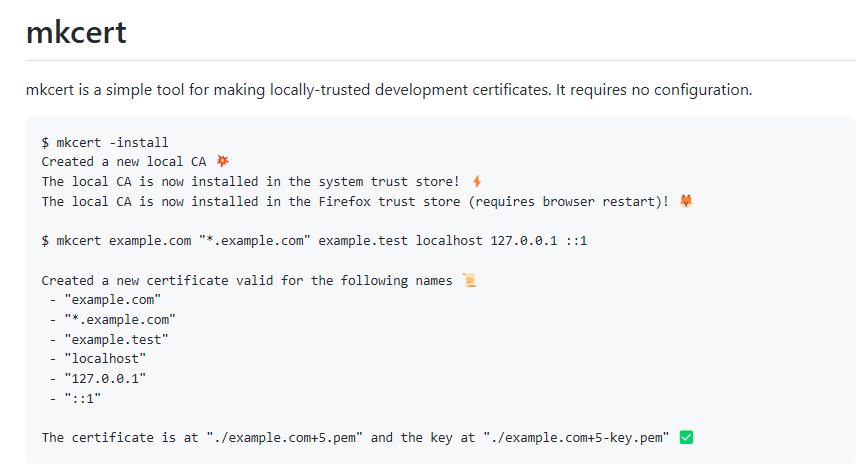 mkcert
mkcert is a simple tool for making locally-trusted development certificates. It requires no configuration.
$ mkcert -install
Created a new local CA 💥
The local CA is now installed in the system trust store! ⚡
The local CA is now installed in the Firefox trust store (requires browser restart)! 🦊
$ mkcert example.com "*.example.com" example.test localhost 127.0.0.1 ::1
Created a new certificate valid for the following names 📜
- "example.com"
- "*.example.com"
- "example.test"
- "localhost"
- "127.0.0.1"
- "::1"
The certificate is at "./example.com+5.pem" and the key at "./example.com+5-key.pem" ✅